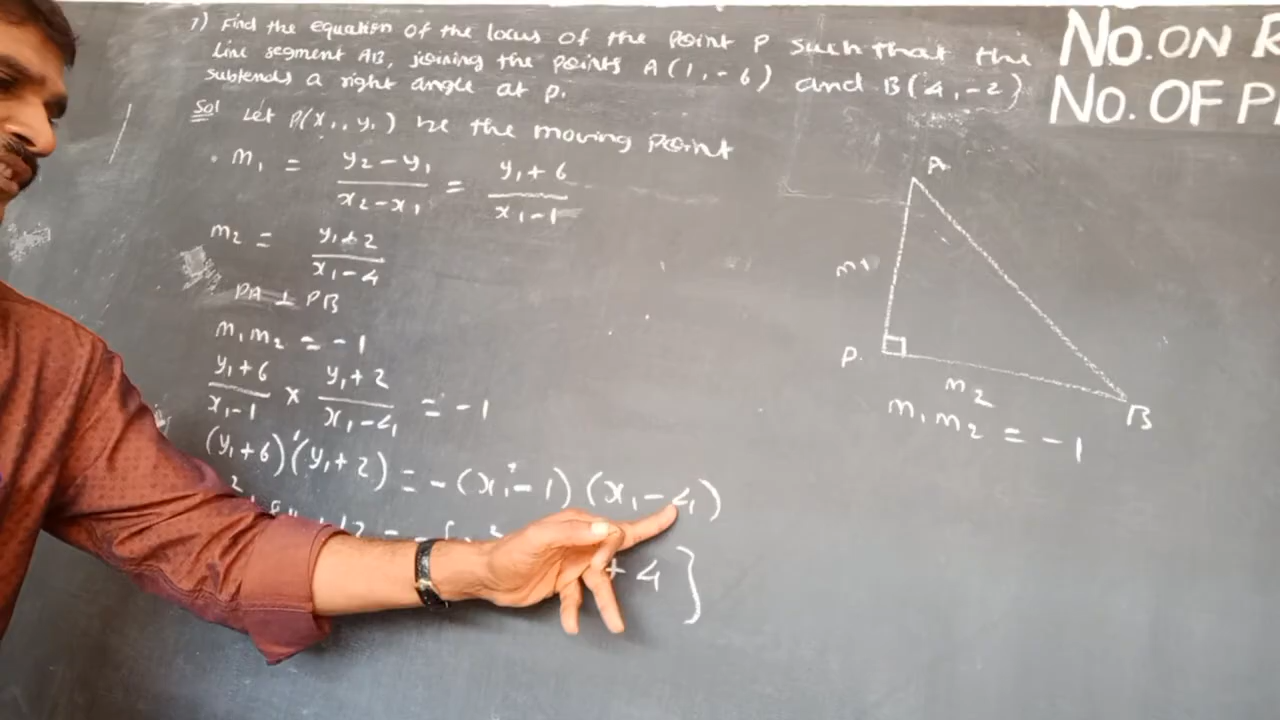 7) Find the equation of the locus of the point P such that the
line segment AB, joining the points A(1,-6) and B(4,-2)
subtends a right angle at P.
Sol Let P(x₁, y₁) be the moving point
m₁ = y₂-y₁/x₂-x₁ = y₁+6/x₁-1
m₂ = y₁+2/x₁-4
PA ⊥ PB
m₁m₂ = -1
y₁+6/x₁-1 × y₁+2/x₁-4 = -1
(y₁+6)(y₁+2) = -(x₁-1)(x₁-4)
+ 4 }
A
m₁
P
m₂
B
m₁m₂ = -1
No. ON R
No. OF P